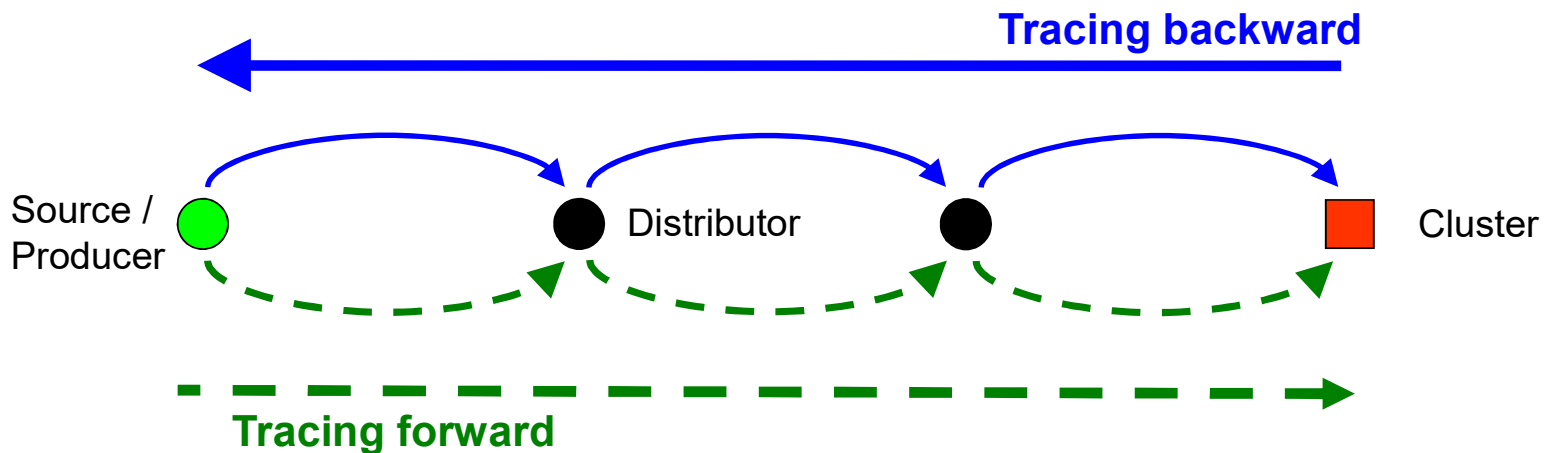 Tracing backward
Source /
Producer
Distributor
Cluster
Tracing forward